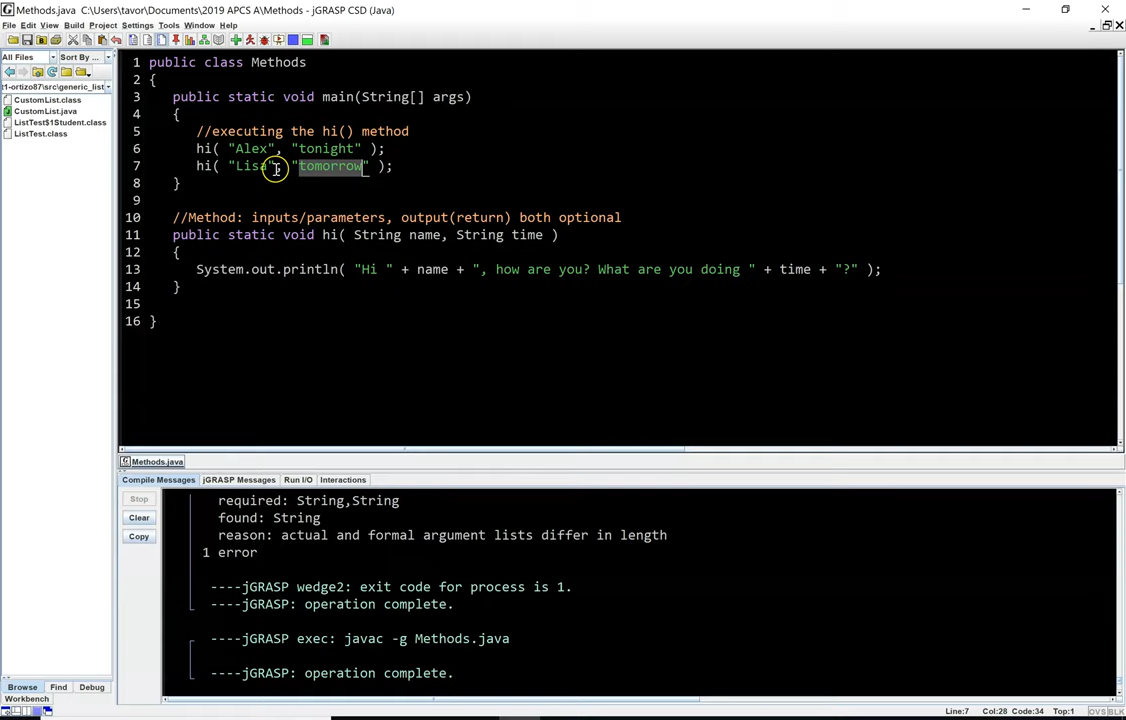 Methods.java C:\Users\tavor\Documents\2019 APCS A\Methods - jGRASP CSD (Java)
File Edit View Build Project Settings Tools Window Help
All Files Sort By ...
t1-ortizo87\src\generic_list
CustomList.class
CustomList.java
ListTest$1Student.class
ListTest.class
1 public class Methods
2 {
3 public static void main(String[] args)
4 {
5 //executing the hi() method
6 hi( "Alex", "tonight" );
7 hi( "Lisa", "tomorrow" );
8 }
9
10 //Method: inputs/parameters, output(return) both optional
11 public static void hi( String name, String time )
12 {
13 System.out.println( "Hi " + name + ", how are you? What are you doing " + time + "?" );
14 }
15
16 }
Methods.java
Compile Messages jGRASP Messages Run I/O Interactions
Stop
Clear
Copy
required: String,String
found: String
reason: actual and formal argument lists differ in length
1 error
----jGRASP wedge2: exit code for process is 1.
----jGRASP: operation complete.
----jGRASP exec: javac -g Methods.java
----jGRASP: operation complete.
Browse Find Debug
Workbench
Line:7 Col:28 Code:34 Top:1 OVS BLK